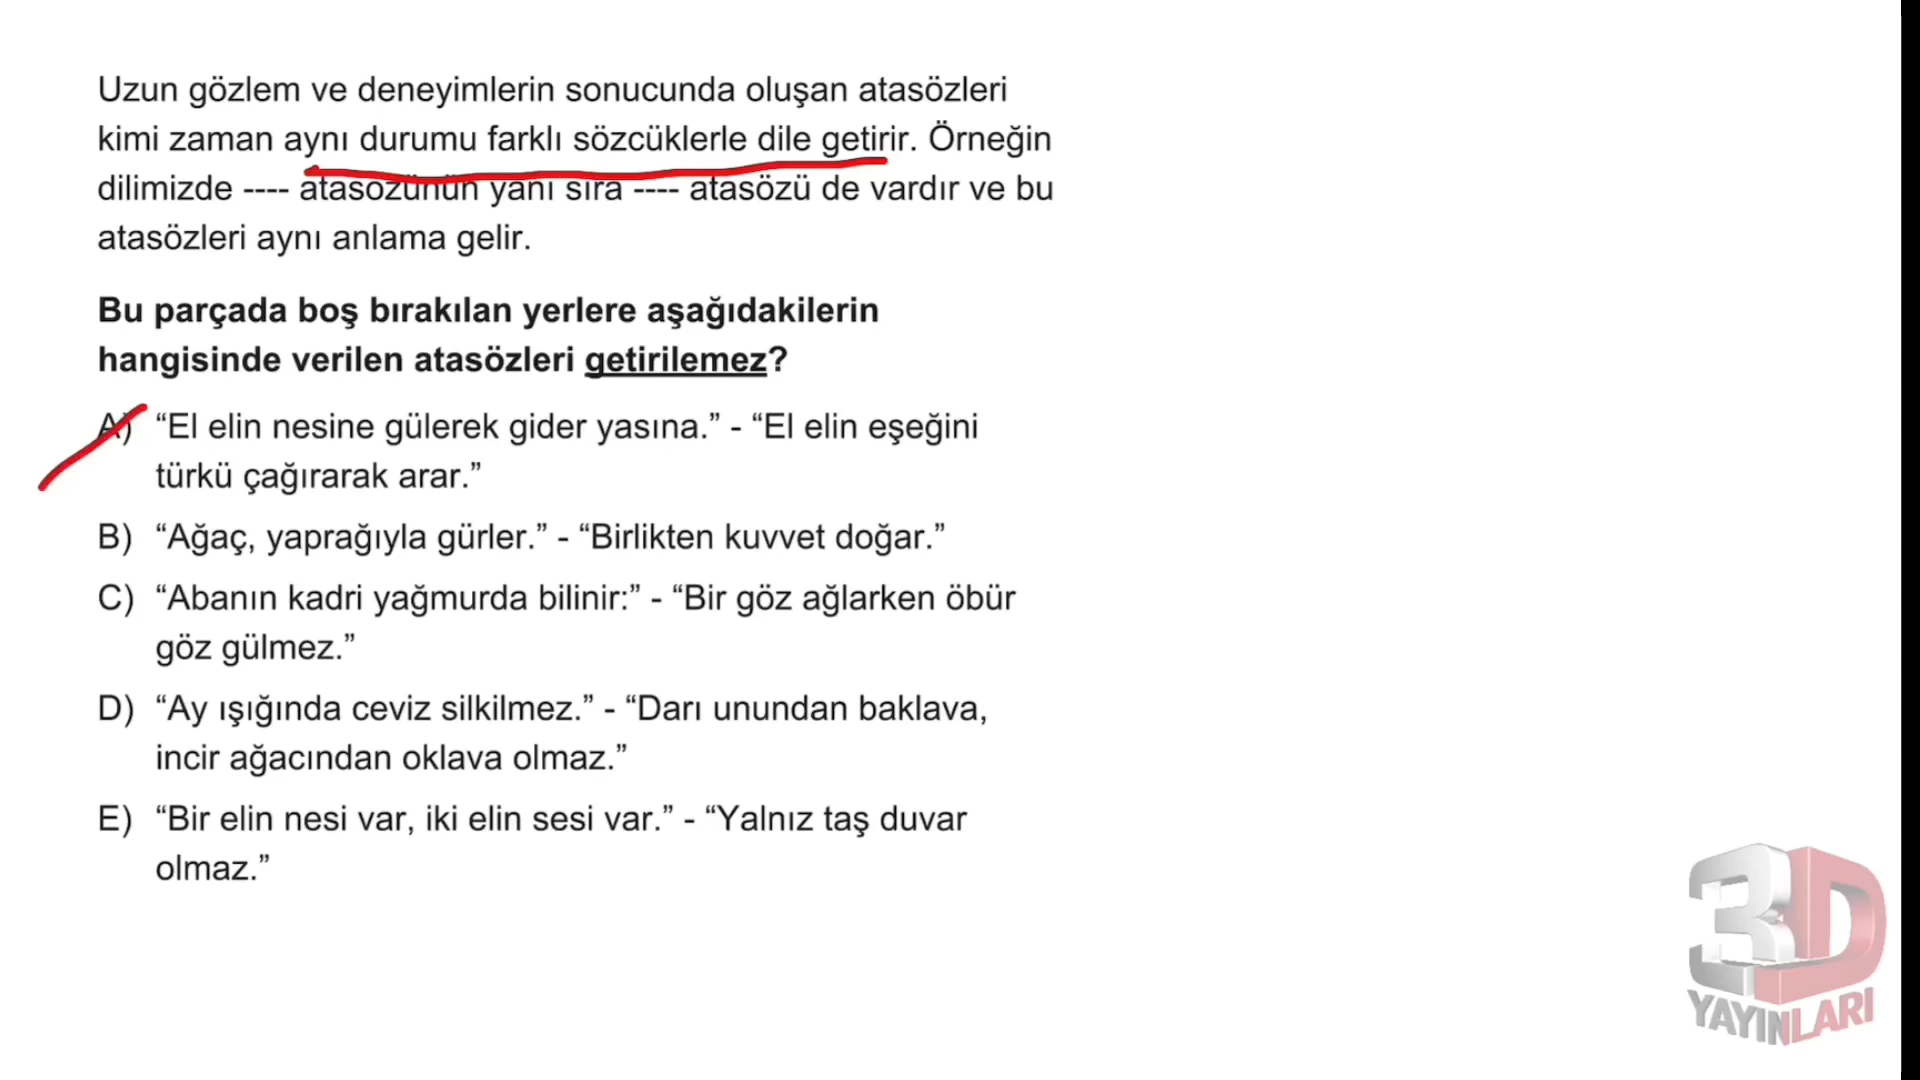 Uzun gözlem ve deneyimlerin sonucunda oluşan atasözleri
kimi zaman aynı durumu farklı sözcüklerle dile getirir. Örneğin
dilimizde ---- atasözünün yanı sıra ---- atasözü de vardır ve bu
atasözleri aynı anlama gelir.
Bu parçada boş bırakılan yerlere aşağıdakilerin
hangisinde verilen atasözleri getirilemez?
A) “El elin nesine gülerek gider yasına.” - “El elin eşeğini
türkü çağırarak arar.”
B) “Ağaç, yaprağıyla gürler.” - “Birlikten kuvvet doğar.”
C) “Abanın kadri yağmurda bilinir:” - “Bir göz ağlarken öbür
göz gülmez.”
D) “Ay ışığında ceviz silkilmez.” - “Darı unundan baklava,
incir ağacından oklava olmaz.”
E) “Bir elin nesi var, iki elin sesi var.” - “Yalnız taş duvar
olmaz.”
3D
YAYINLARI